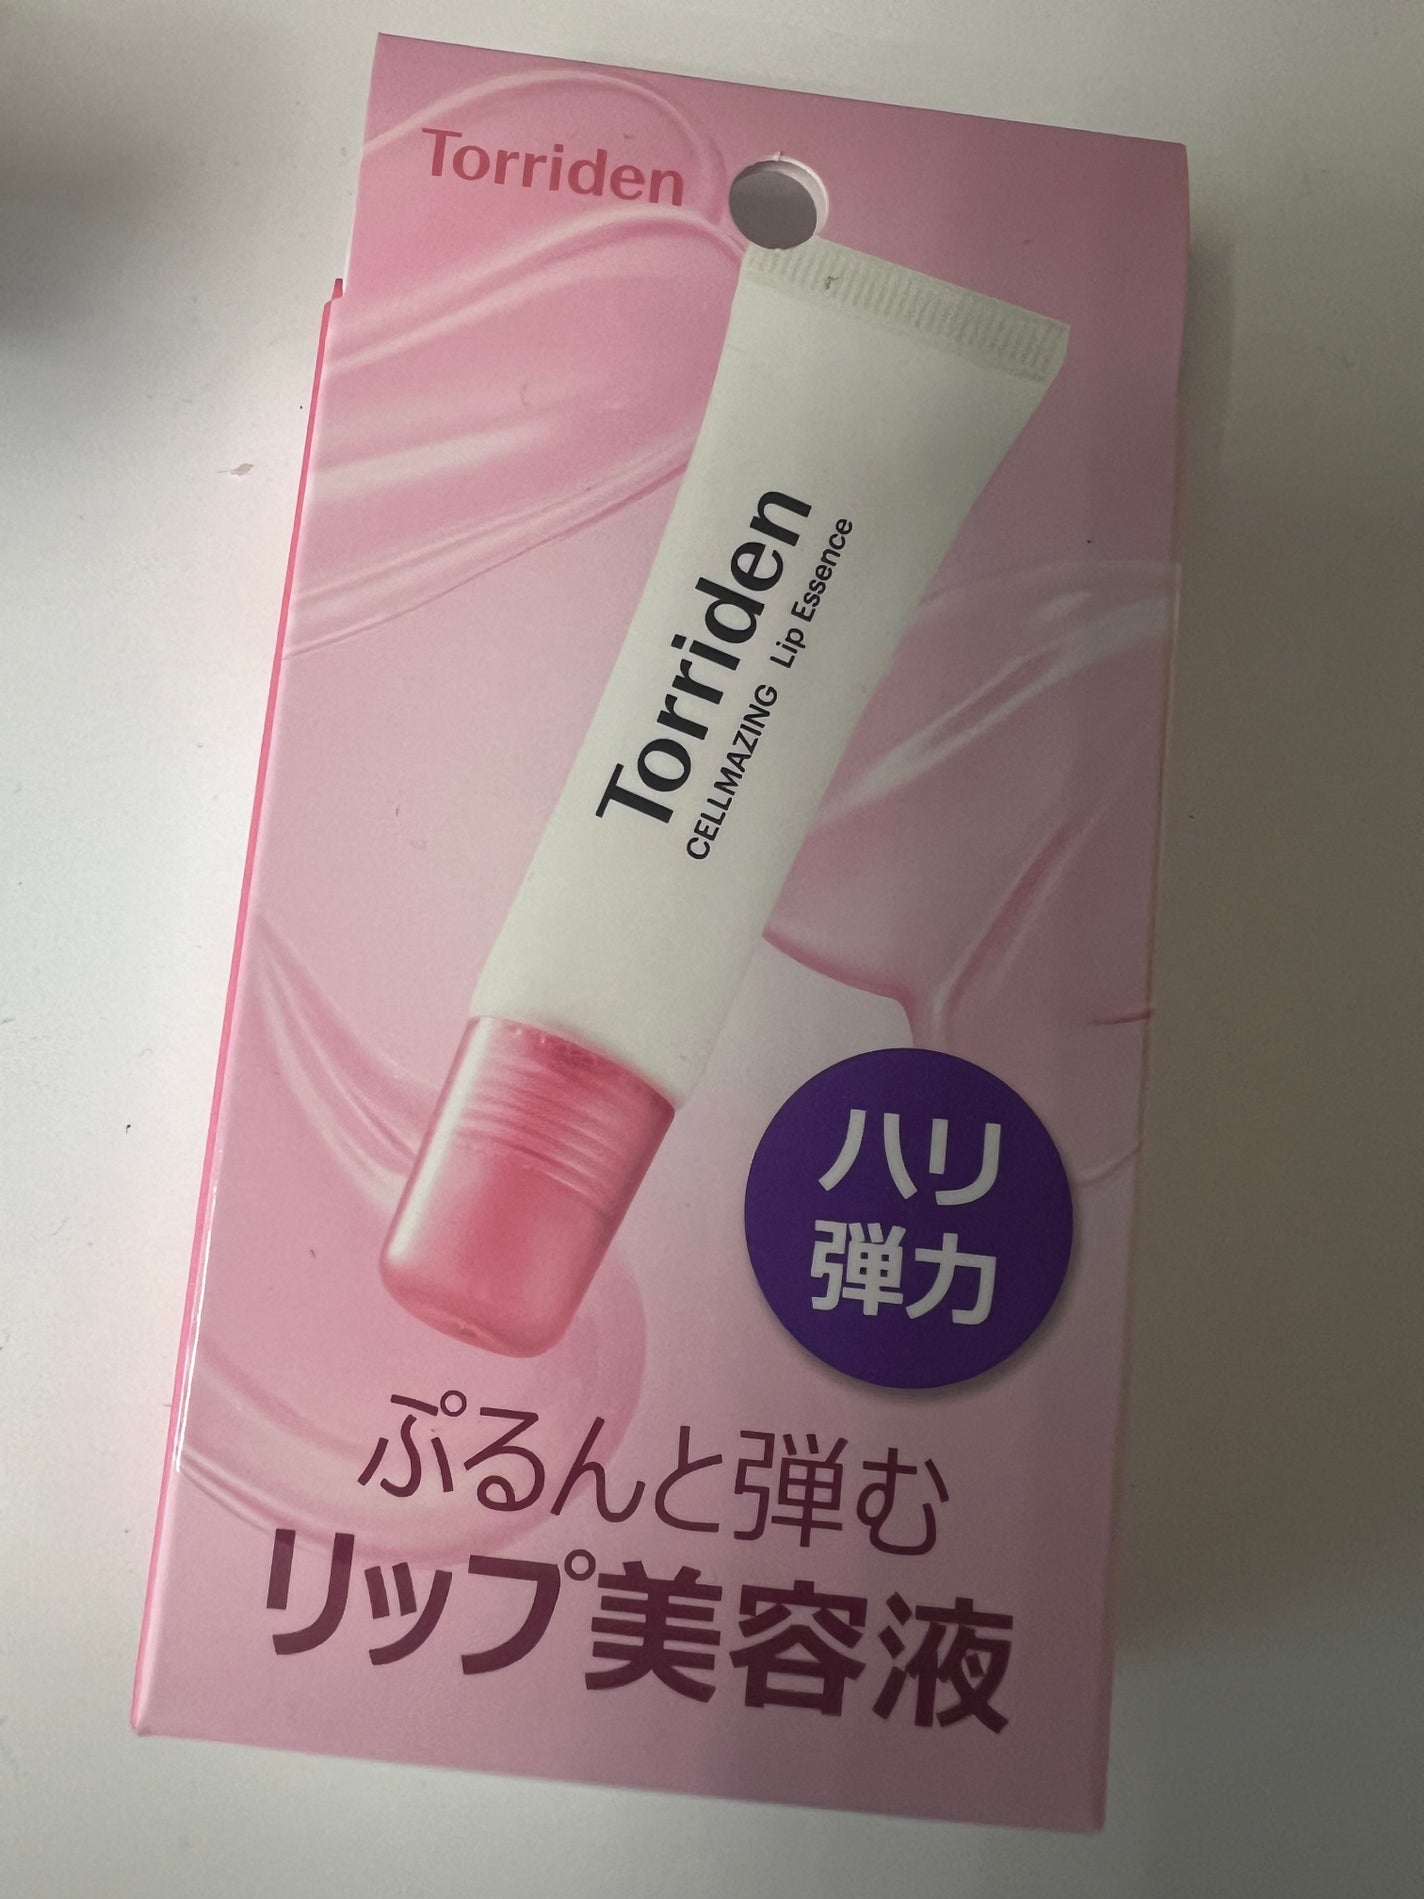 Torriden
Torriden
CELLMAZING Lip Essence
ハリ
弾力
ぷるんと弾む
リップ美容液